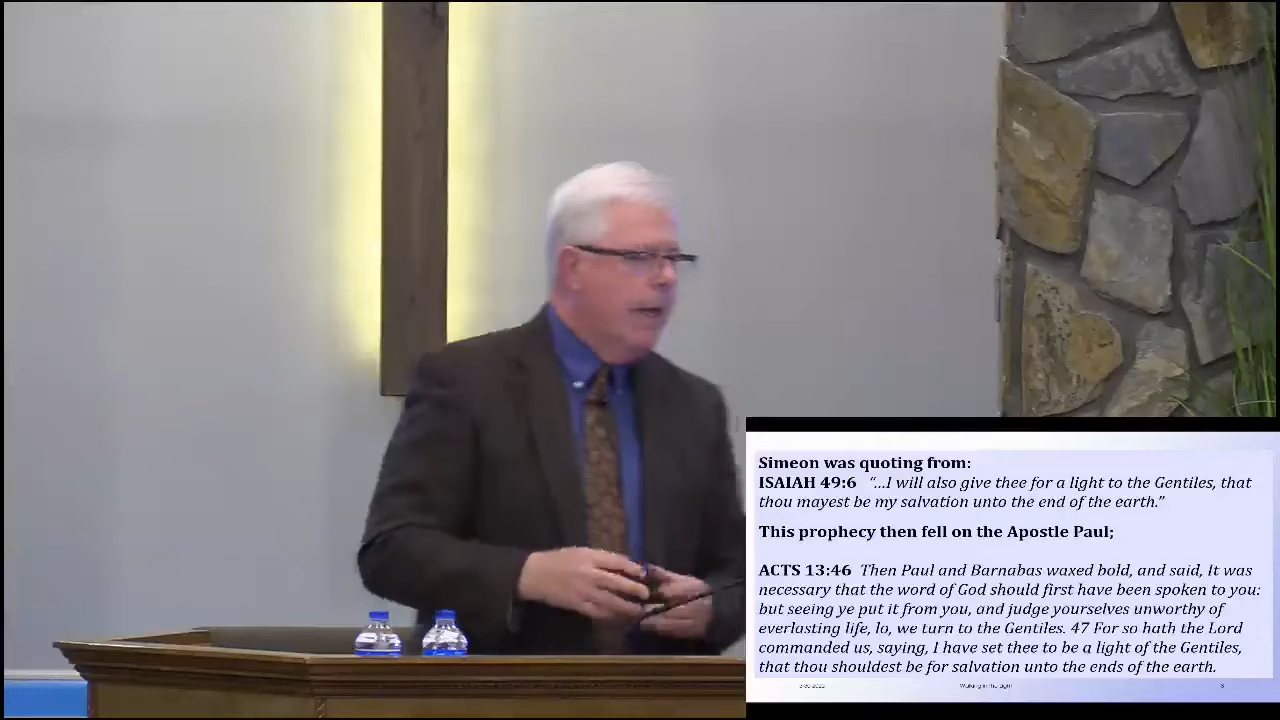 Simeon was quoting from:
ISAIAH 49:6 “...I will also give thee for a light to the Gentiles, that
thou mayest be my salvation unto the end of the earth.”
This prophecy then fell on the Apostle Paul;
ACTS 13:46 Then Paul and Barnabas waxed bold, and said, It was
necessary that the word of God should first have been spoken to you:
but seeing ye put it from you, and judge yourselves unworthy of
everlasting life, lo, we turn to the Gentiles. 47 For so hath the Lord
commanded us, saying, I have set thee to be a light of the Gentiles,
that thou shouldest be for salvation unto the ends of the earth.
Walking in The Light